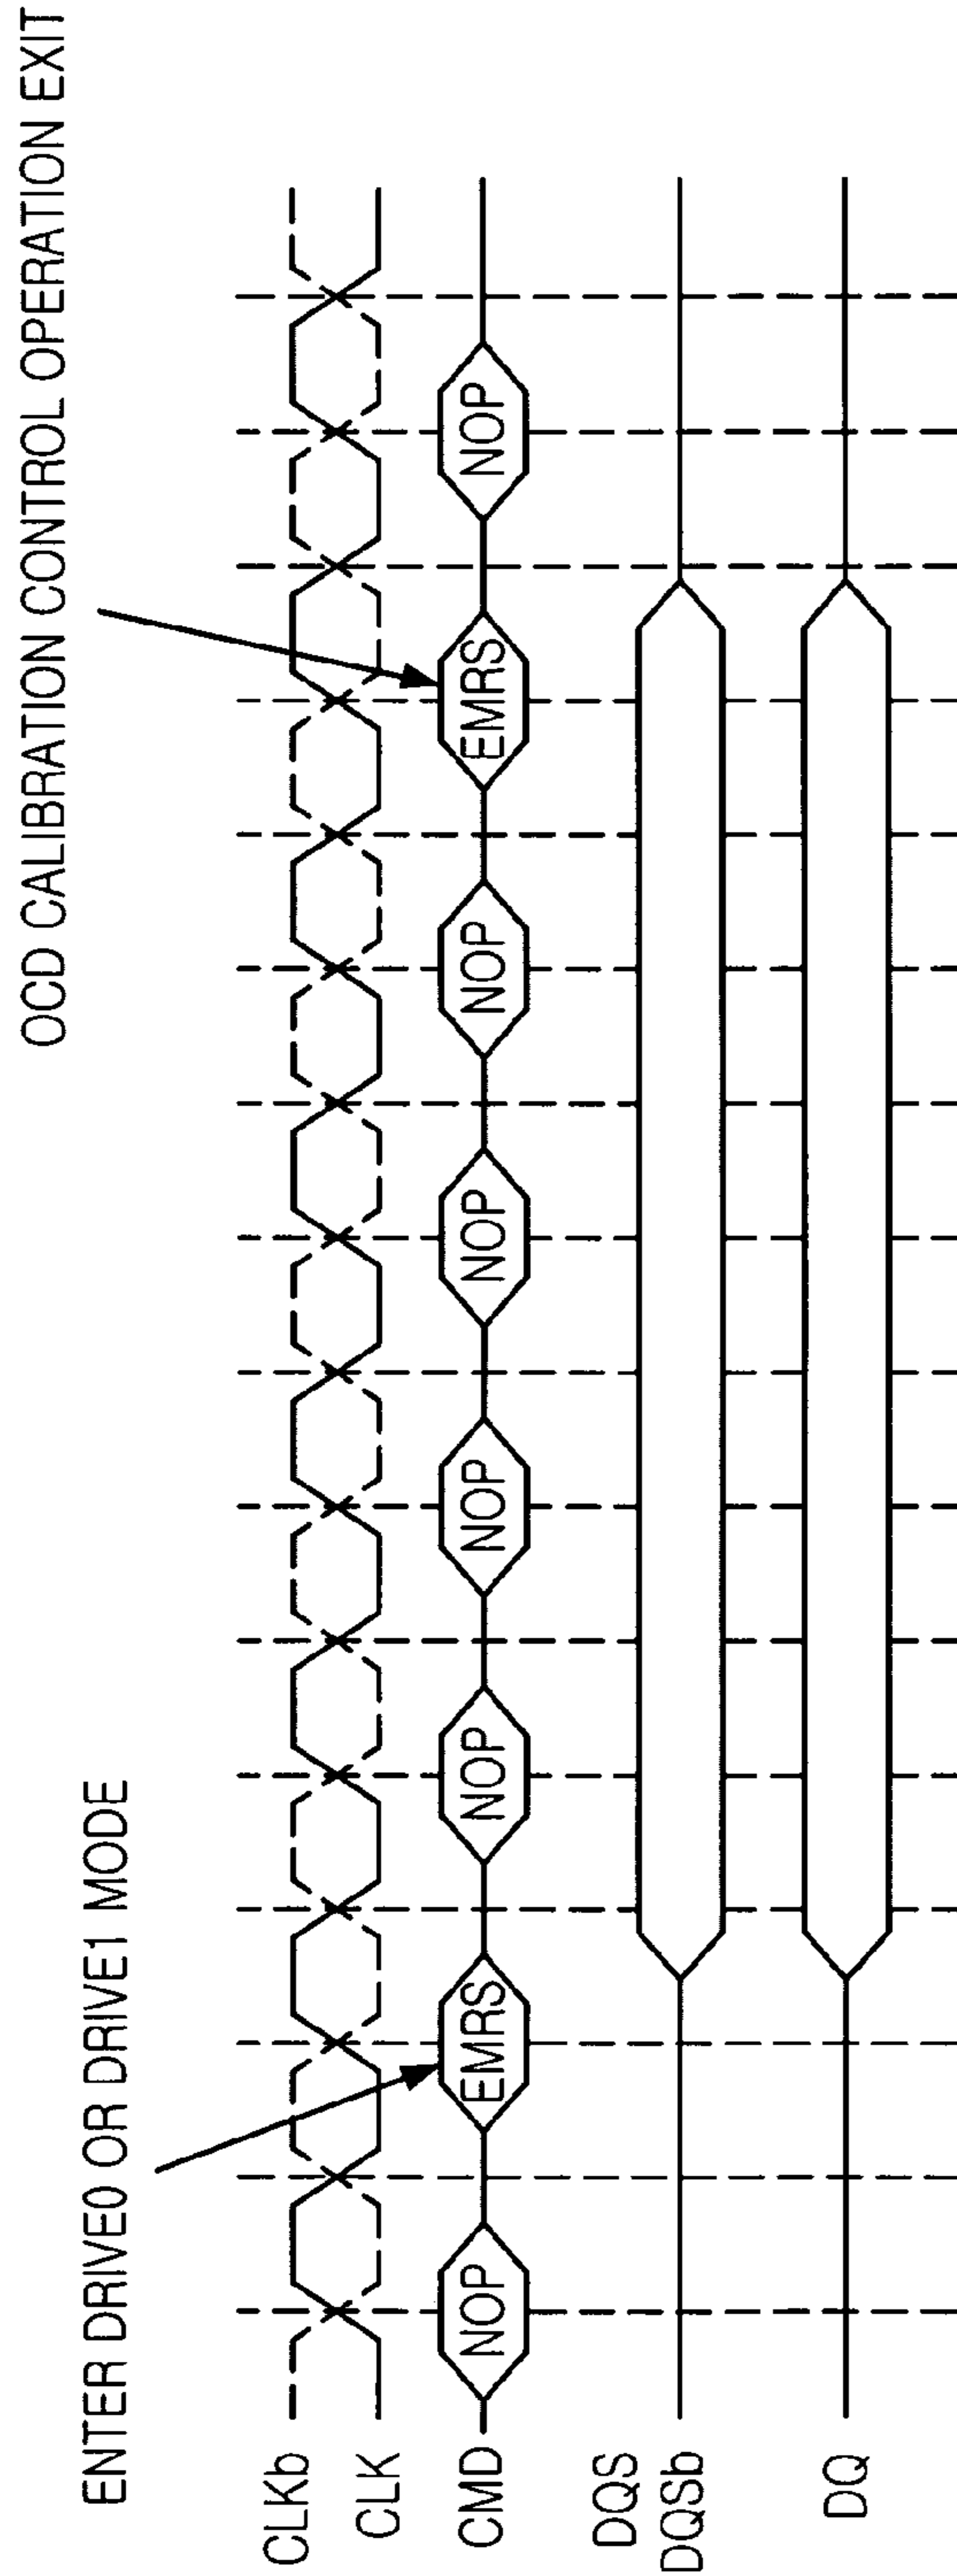 OCD CALIBRATION CONTROL OPERATION EXIT
ENTER DRIVE0 OR DRIVE1 MODE
CLKb
CLK
CMD NOP EMRS NOP NOP NOP NOP EMRS NOP
DQS
DQSb
DQ